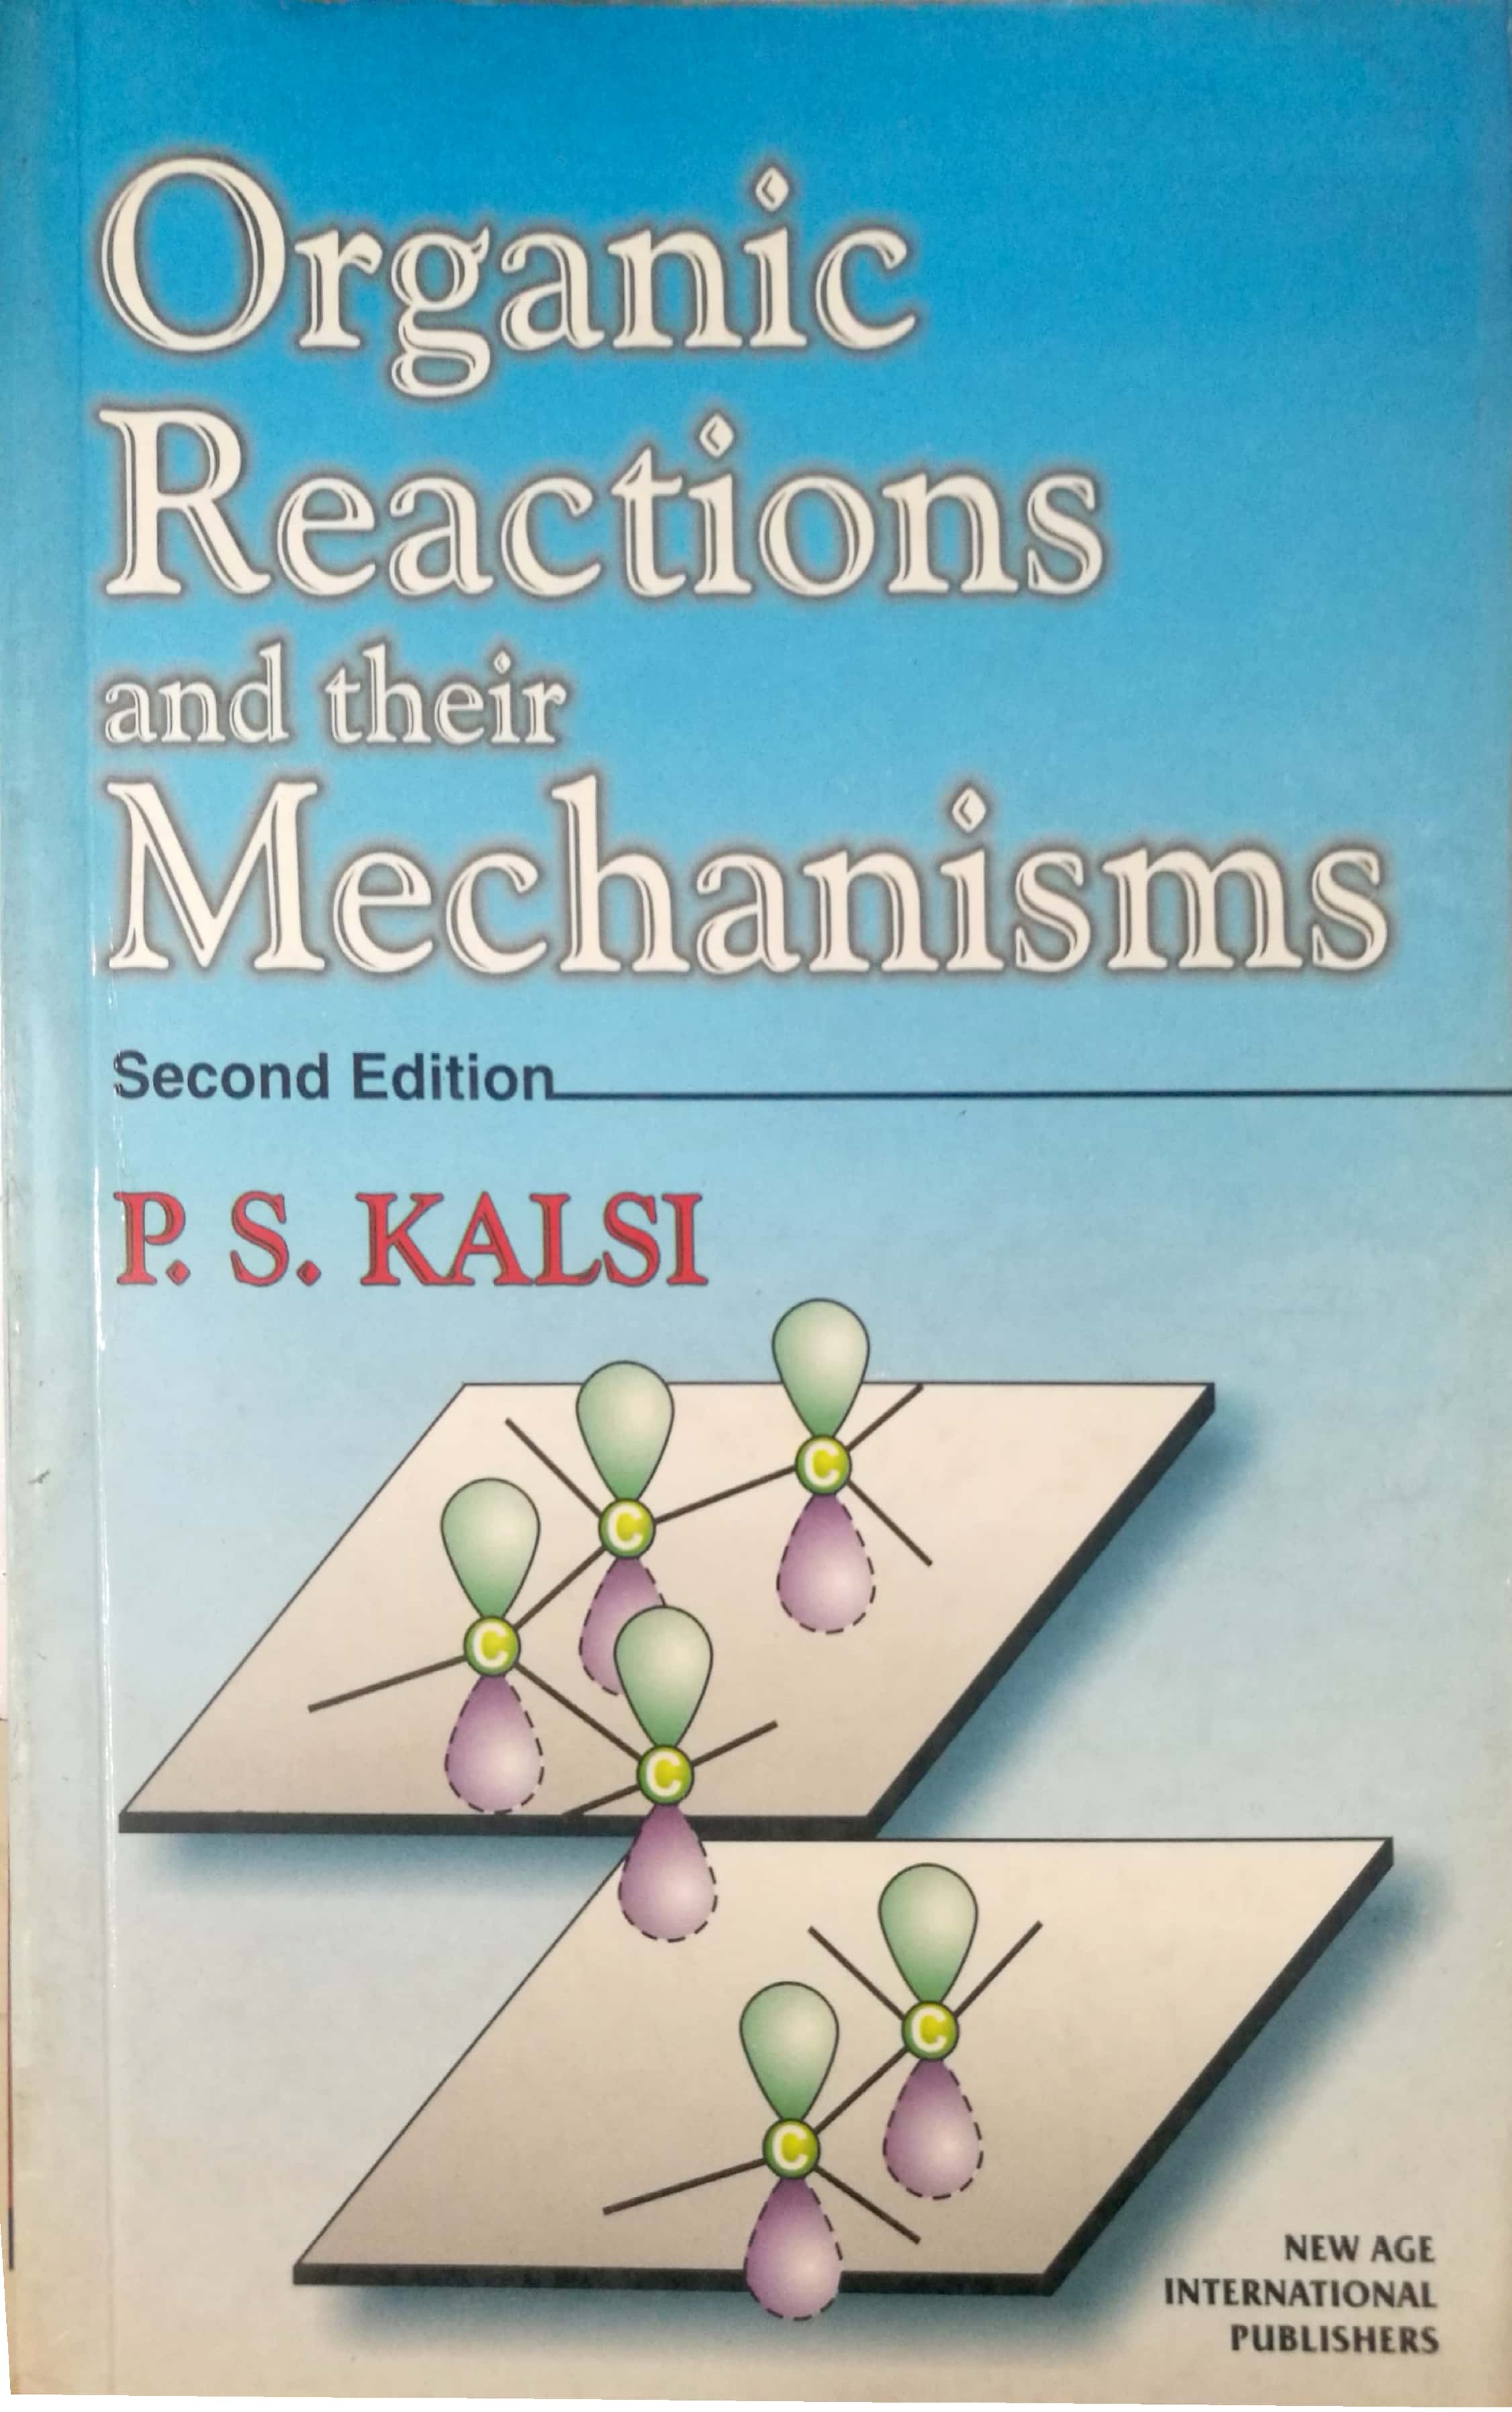 Organic
Reactions
and their
Mechanisms
Second Edition
P. S. KALSI
C
C
C
C
C
C
NEW AGE
INTERNATIONAL
PUBLISHERS